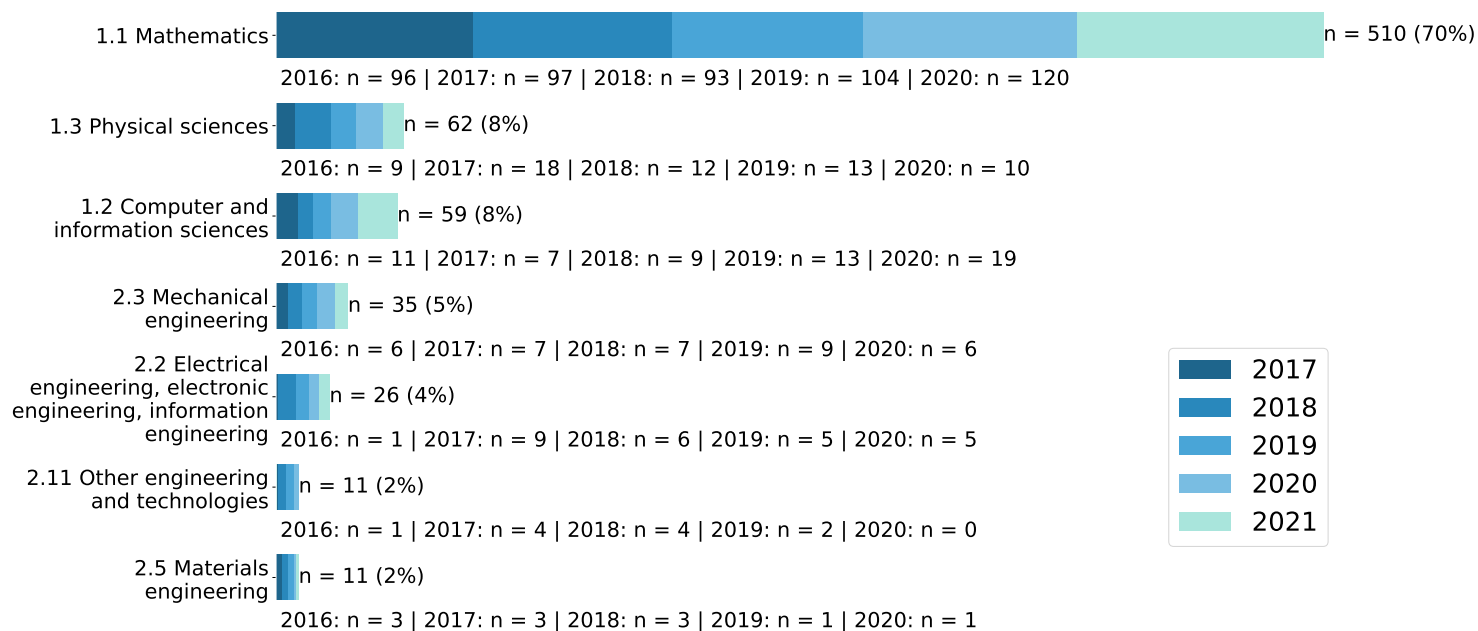 1.1 Mathematics
n = 510 (70%)
2016: n = 96 | 2017: n = 97 | 2018: n = 93 | 2019: n = 104 | 2020: n = 120
1.3 Physical sciences
n = 62 (8%)
2016: n = 9 | 2017: n = 18 | 2018: n = 12 | 2019: n = 13 | 2020: n = 10
1.2 Computer and
information sciences
n = 59 (8%)
2016: n = 11 | 2017: n = 7 | 2018: n = 9 | 2019: n = 13 | 2020: n = 19
2.3 Mechanical
engineering
n = 35 (5%)
2016: n = 6 | 2017: n = 7 | 2018: n = 7 | 2019: n = 9 | 2020: n = 6
2.2 Electrical
engineering, electronic
engineering, information
engineering
n = 26 (4%)
2016: n = 1 | 2017: n = 9 | 2018: n = 6 | 2019: n = 5 | 2020: n = 5
2.11 Other engineering
and technologies
n = 11 (2%)
2016: n = 1 | 2017: n = 4 | 2018: n = 4 | 2019: n = 2 | 2020: n = 0
2.5 Materials
engineering
n = 11 (2%)
2016: n = 3 | 2017: n = 3 | 2018: n = 3 | 2019: n = 1 | 2020: n = 1
2017
2018
2019
2020
2021